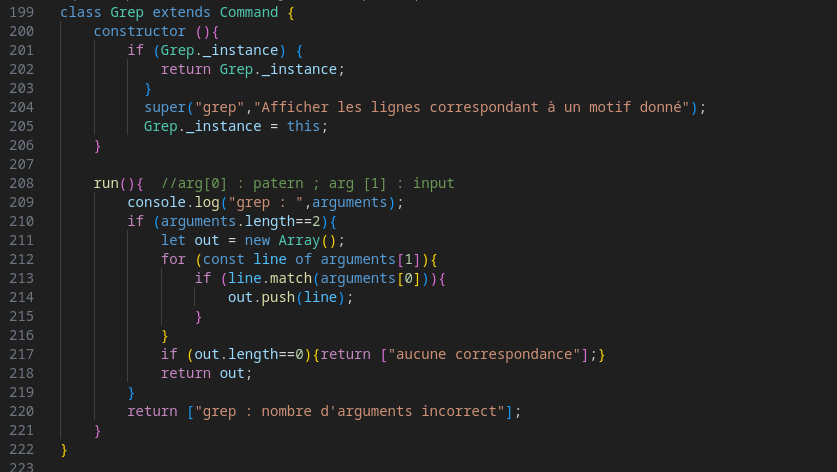 199 class Grep extends Command {
200 constructor (){
201 if (Grep._instance) {
202 return Grep._instance;
203 }
204 super("grep","Afficher les lignes correspondant à un motif donné");
205 Grep._instance = this;
206 }
207
208 run(){ //arg[0] : patern ; arg [1] : input
209 console.log("grep : ",arguments);
210 if (arguments.length==2){
211 let out = new Array();
212 for (const line of arguments[1]){
213 if (line.match(arguments[0])){
214 out.push(line);
215 }
216 }
217 if (out.length==0){return ["aucune correspondance"];}
218 return out;
219 }
220 return ["grep : nombre d'arguments incorrect"];
221 }
222 }
223